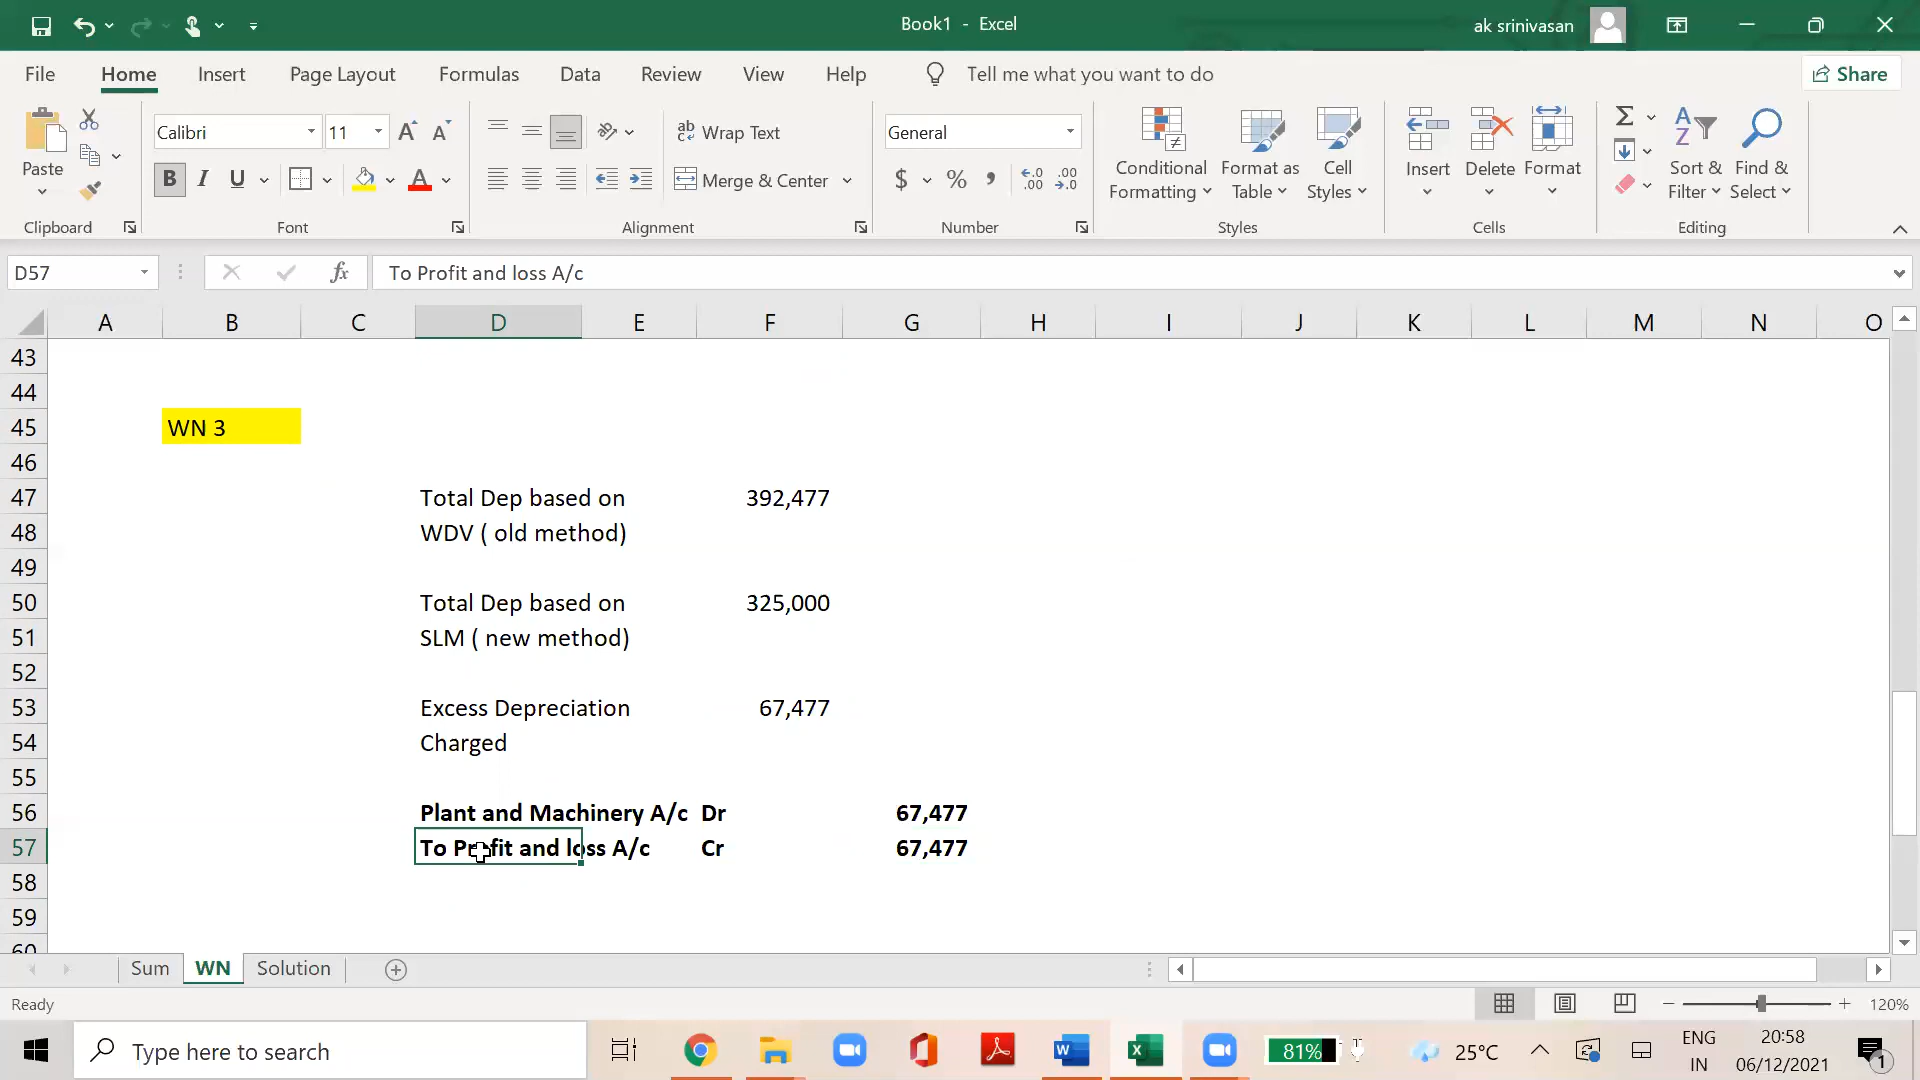 Book1 - Excel
ak srinivasan
File Home Insert Page Layout Formulas Data Review View Help Tell me what you want to do Share
Calibri 11 Wrap Text General
Paste
B I U Merge & Center $ % ,
Conditional Formatting
Format as Table
Cell Styles
Insert Delete Format
Sort & Filter
Find & Select
Clipboard Font Alignment Number Styles Cells Editing
D57 fx To Profit and loss A/c
A B C D E F G H I J K L M N O
43
44
45 WN 3
46
47 Total Dep based on 392,477
48 WDV ( old method)
49
50 Total Dep based on 325,000
51 SLM ( new method)
52
53 Excess Depreciation 67,477
54 Charged
55
56 Plant and Machinery A/c Dr 67,477
57 To Profit and loss A/c Cr 67,477
58
59
60
Sum WN Solution
Ready 120%
Type here to search 81% 25°C ENG IN 20:58 06/12/2021 1